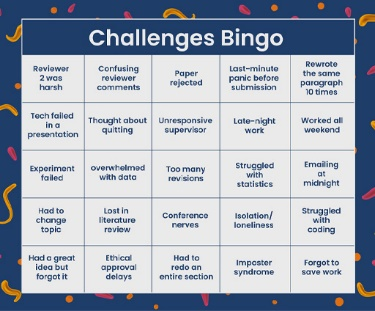 Challenges Bingo
Reviewer
2 was
harsh
Confusing
reviewer
comments
Paper
rejected
Last-minute
panic before
submission
Rewrote
the same
paragraph
10 times
Tech failed
in a
presentation
Thought about
quitting
Unresponsive
supervisor
Late-night
work
Worked all
weekend
Experiment
failed
overwhelmed
with data
Too many
revisions
Struggled
with
statistics
Emailing
at
midnight
Had to
change
topic
Lost in
literature
review
Conference
nerves
Isolation/
loneliness
Struggled
with
coding
Had a great
idea but
forgot it
Ethical
approval
delays
Had to
redo an
entire section
Imposter
syndrome
Forgot to
save work